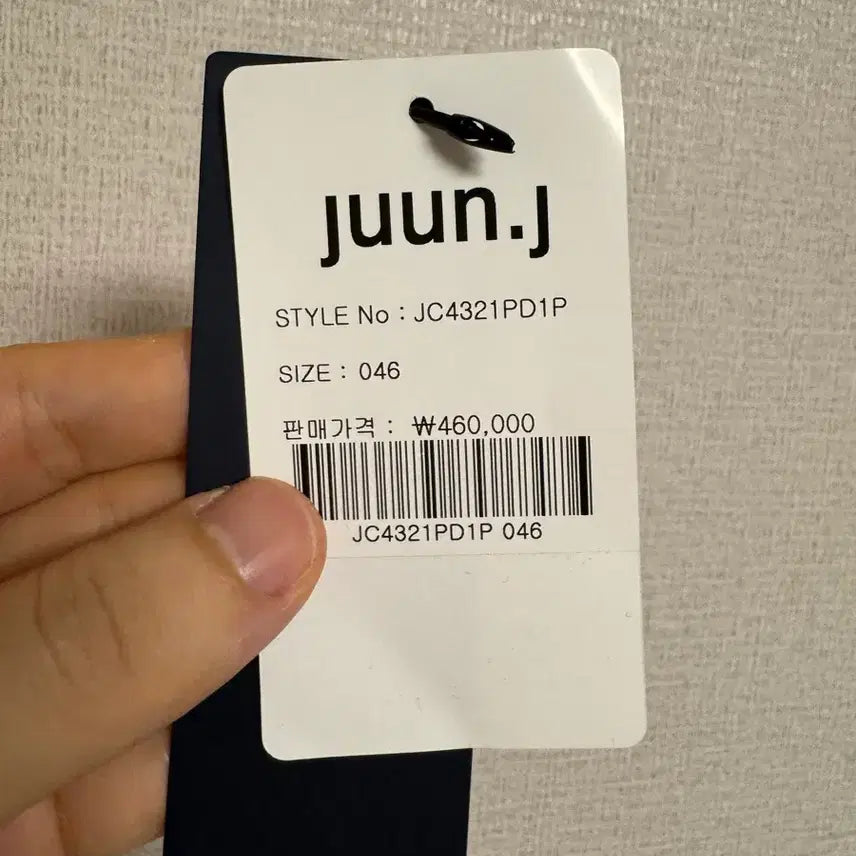 juun.j
STYLE No : JC4321PD1P
SIZE : 046
판매가격 : ₩460,000
JC4321PD1P 046